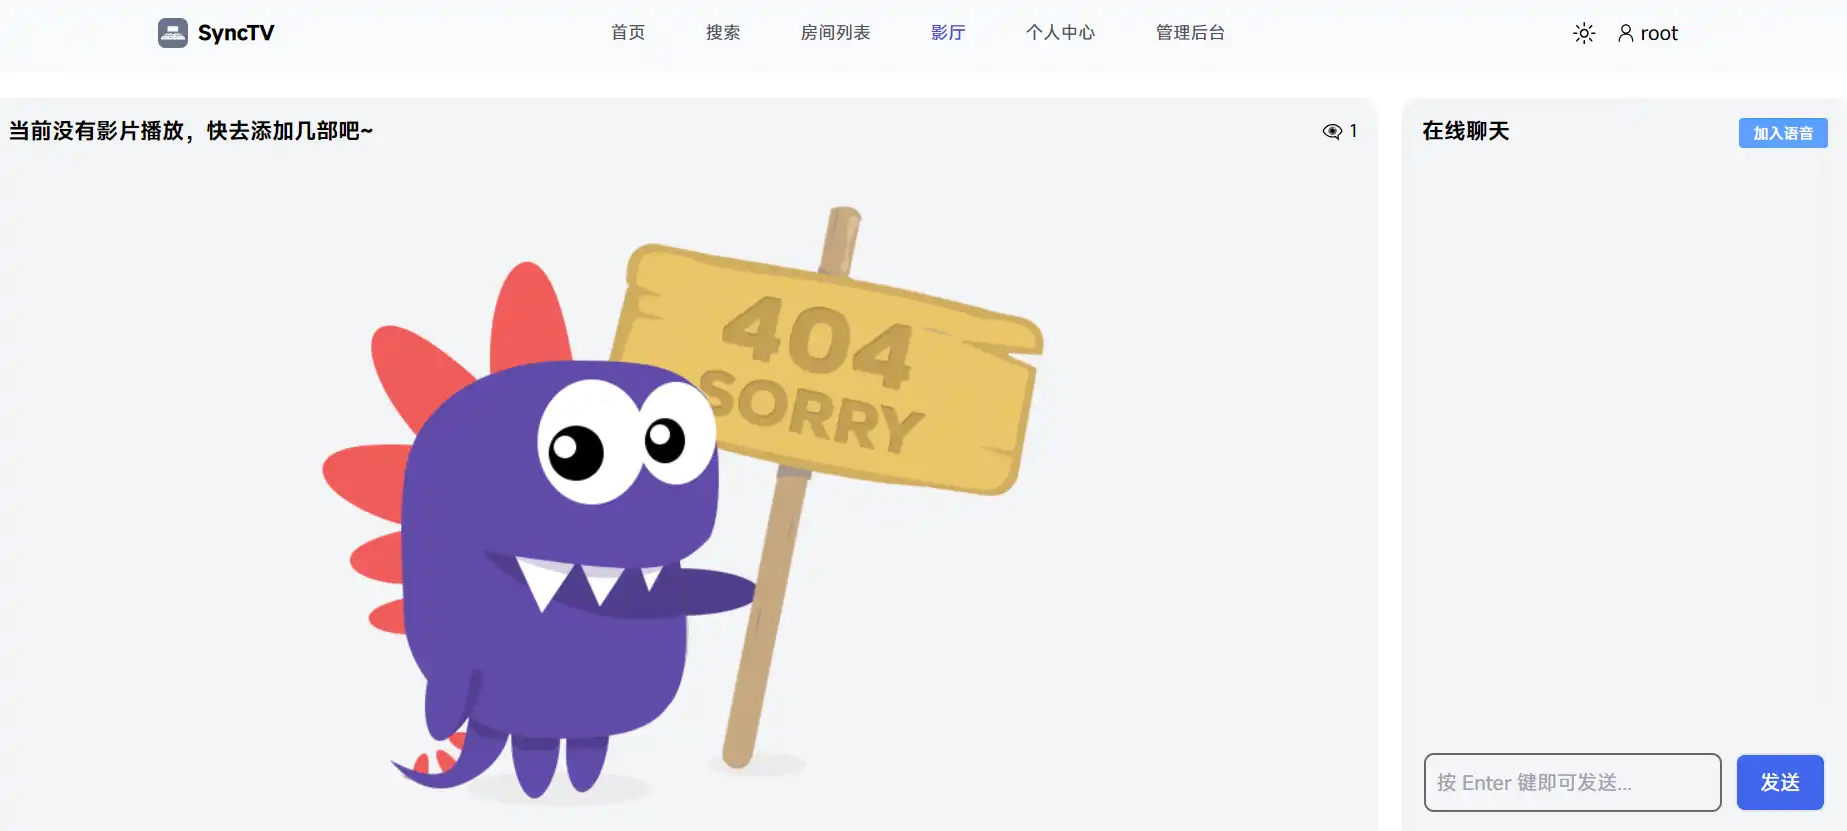 SyncTV
首页 搜索 房间列表 影厅 个人中心 管理后台
root
当前没有影片播放，快去添加几部吧~
1
在线聊天
加入语音
404
SORRY
按 Enter 键即可发送...
发送